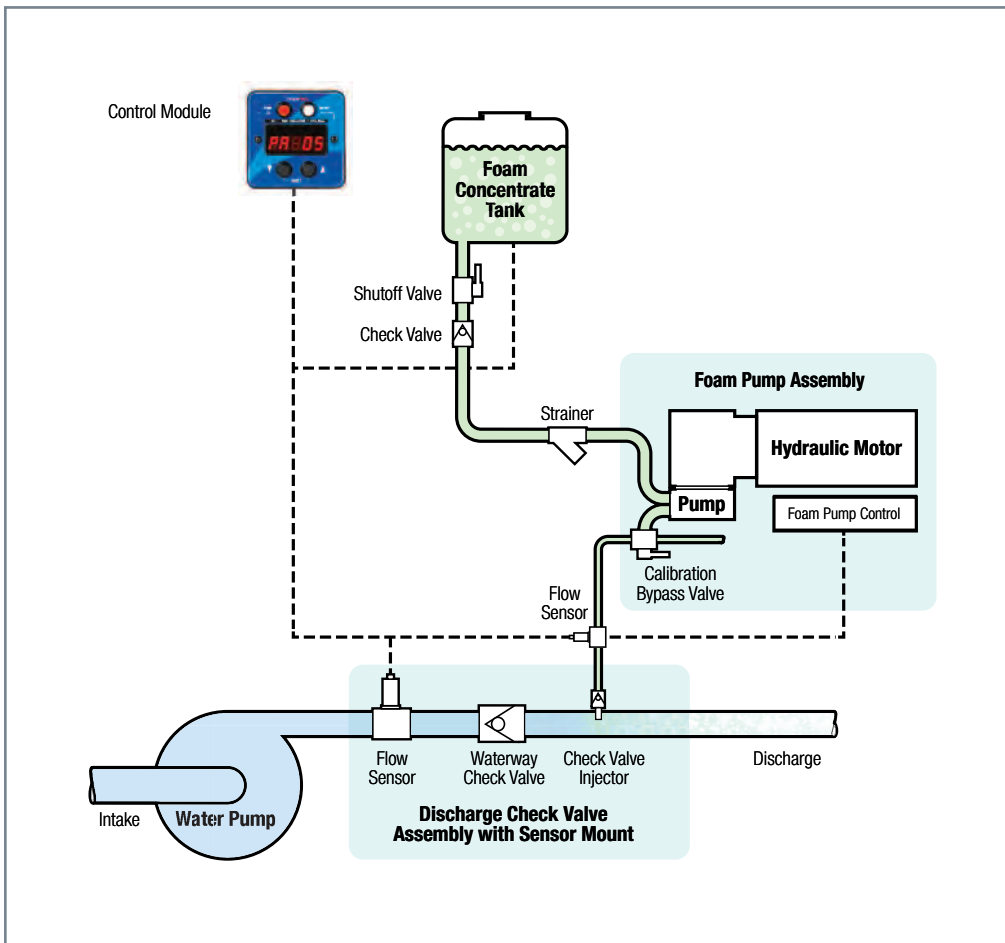 Control Module
PA 05
Foam
Concentrate
Tank
Shutoff Valve
Check Valve
Strainer
Foam Pump Assembly
Hydraulic Motor
Pump
Foam Pump Control
Calibration
Bypass Valve
Flow
Sensor
Flow
Sensor
Waterway
Check Valve
Check Valve
Injector
Discharge
Intake
Water Pump
Discharge Check Valve
Assembly with Sensor Mount